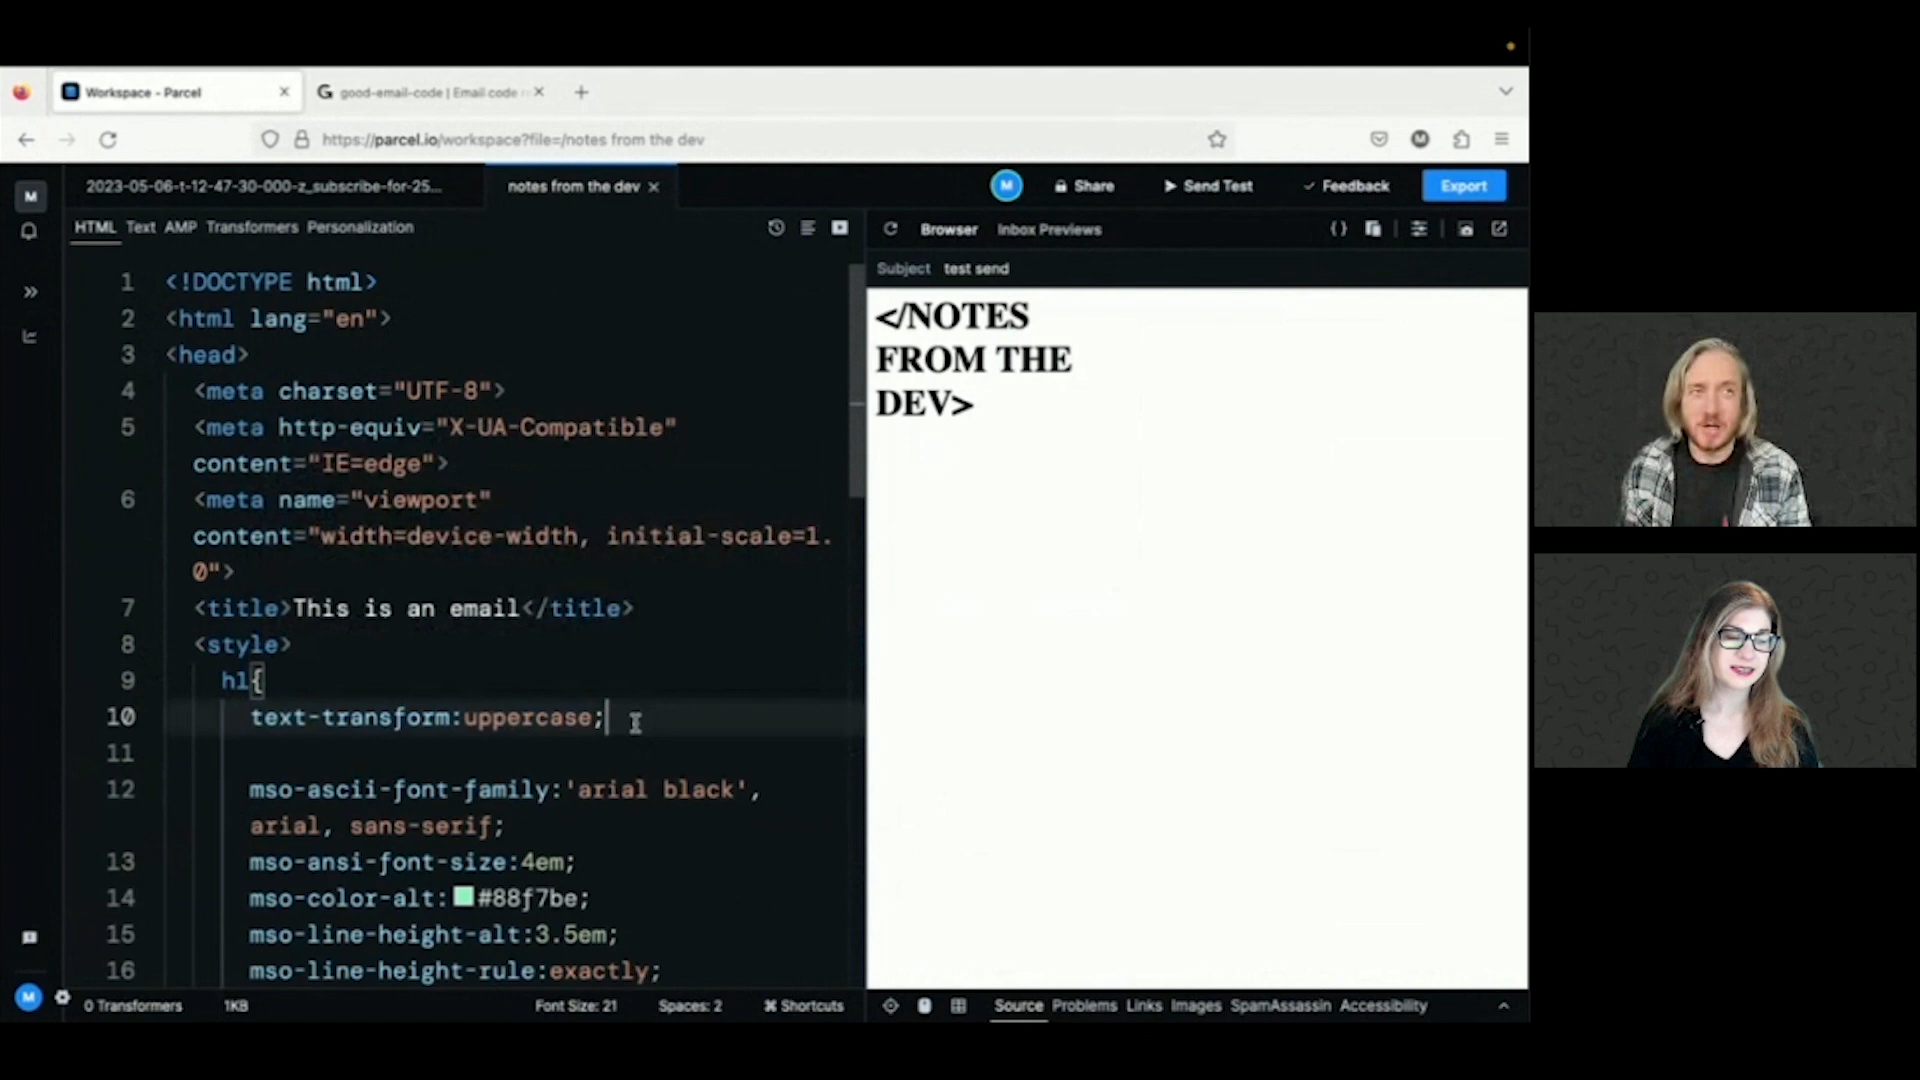 Workspace - Parcel
good-email-code | Email code
https://parcel.io/workspace?file=/notes from the dev
M
2023-05-06-t-12-47-30-000-z_subscribe-for-25...
notes from the dev
M
Share
Send Test
Feedback
Export
HTML Text AMP Transformers Personalization
Browser
Inbox Previews
Subject test send
1 <!DOCTYPE html>
2 <html lang="en">
3 <head>
4 <meta charset="UTF-8">
5 <meta http-equiv="X-UA-Compatible"
content="IE=edge">
6 <meta name="viewport"
content="width=device-width, initial-scale=1.
0">
7 <title>This is an email</title>
8 <style>
9 h1{
10 text-transform:uppercase;
11
12 mso-ascii-font-family:'arial black',
arial, sans-serif;
13 mso-ansi-font-size:4em;
14 mso-color-alt:#88f7be;
15 mso-line-height-alt:3.5em;
16 mso-line-height-rule:exactly;
</NOTES
FROM THE
DEV>
M
0 Transformers
1KB
Font Size: 21
Spaces: 2
⌘ Shortcuts
Source Problems Links Images SpamAssassin Accessibility